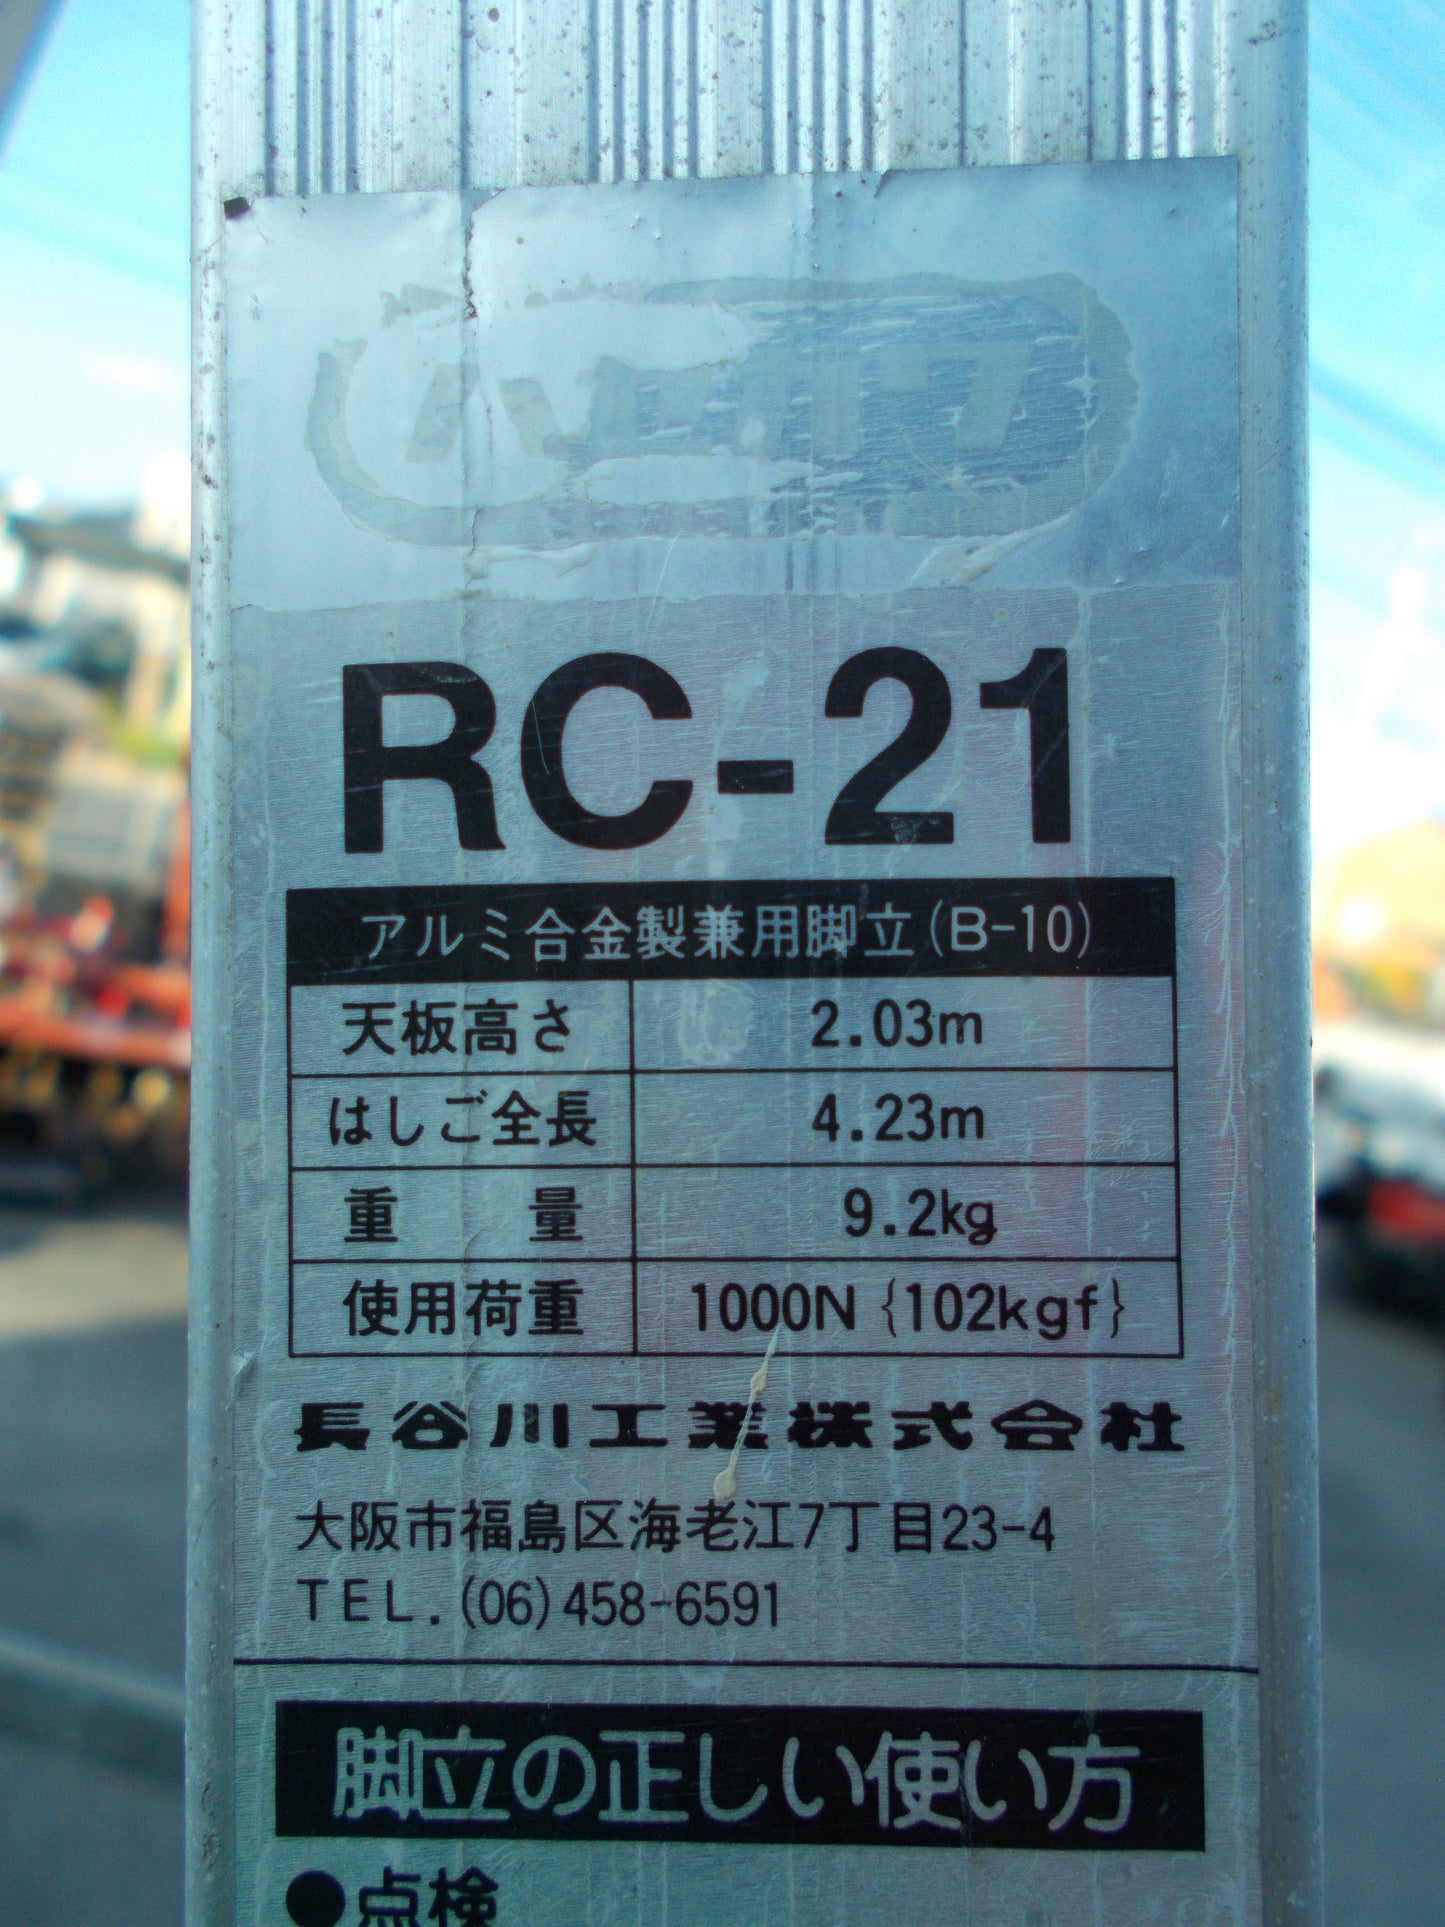 RC-21
アルミ合金製兼用脚立(B-10)
天板高さ 2.03m
はしご全長 4.23m
重量 9.2kg
使用荷重 1000N {102kgf}
長谷川工業株式会社
大阪市福島区海老江7丁目23-4
TEL.(06)458-6591
脚立の正しい使い方
●点検